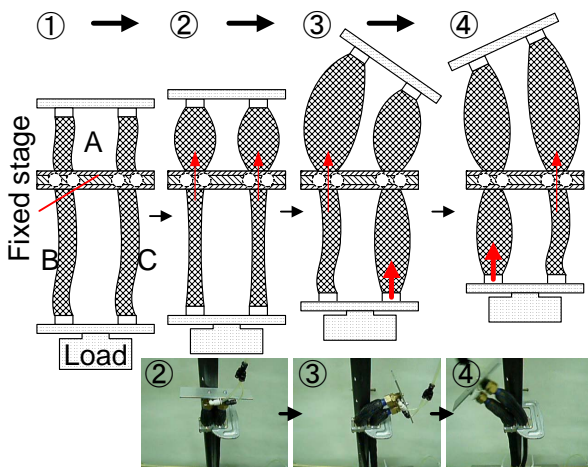 ① ② ③ ④
A
Fixed stage
B C
Load
② ③ ④